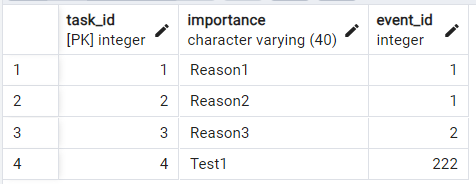 task_id importance event_id
[PK] integer character varying (40) integer
1 1 Reason1 1
2 2 Reason2 1
3 3 Reason3 2
4 4 Test1 222